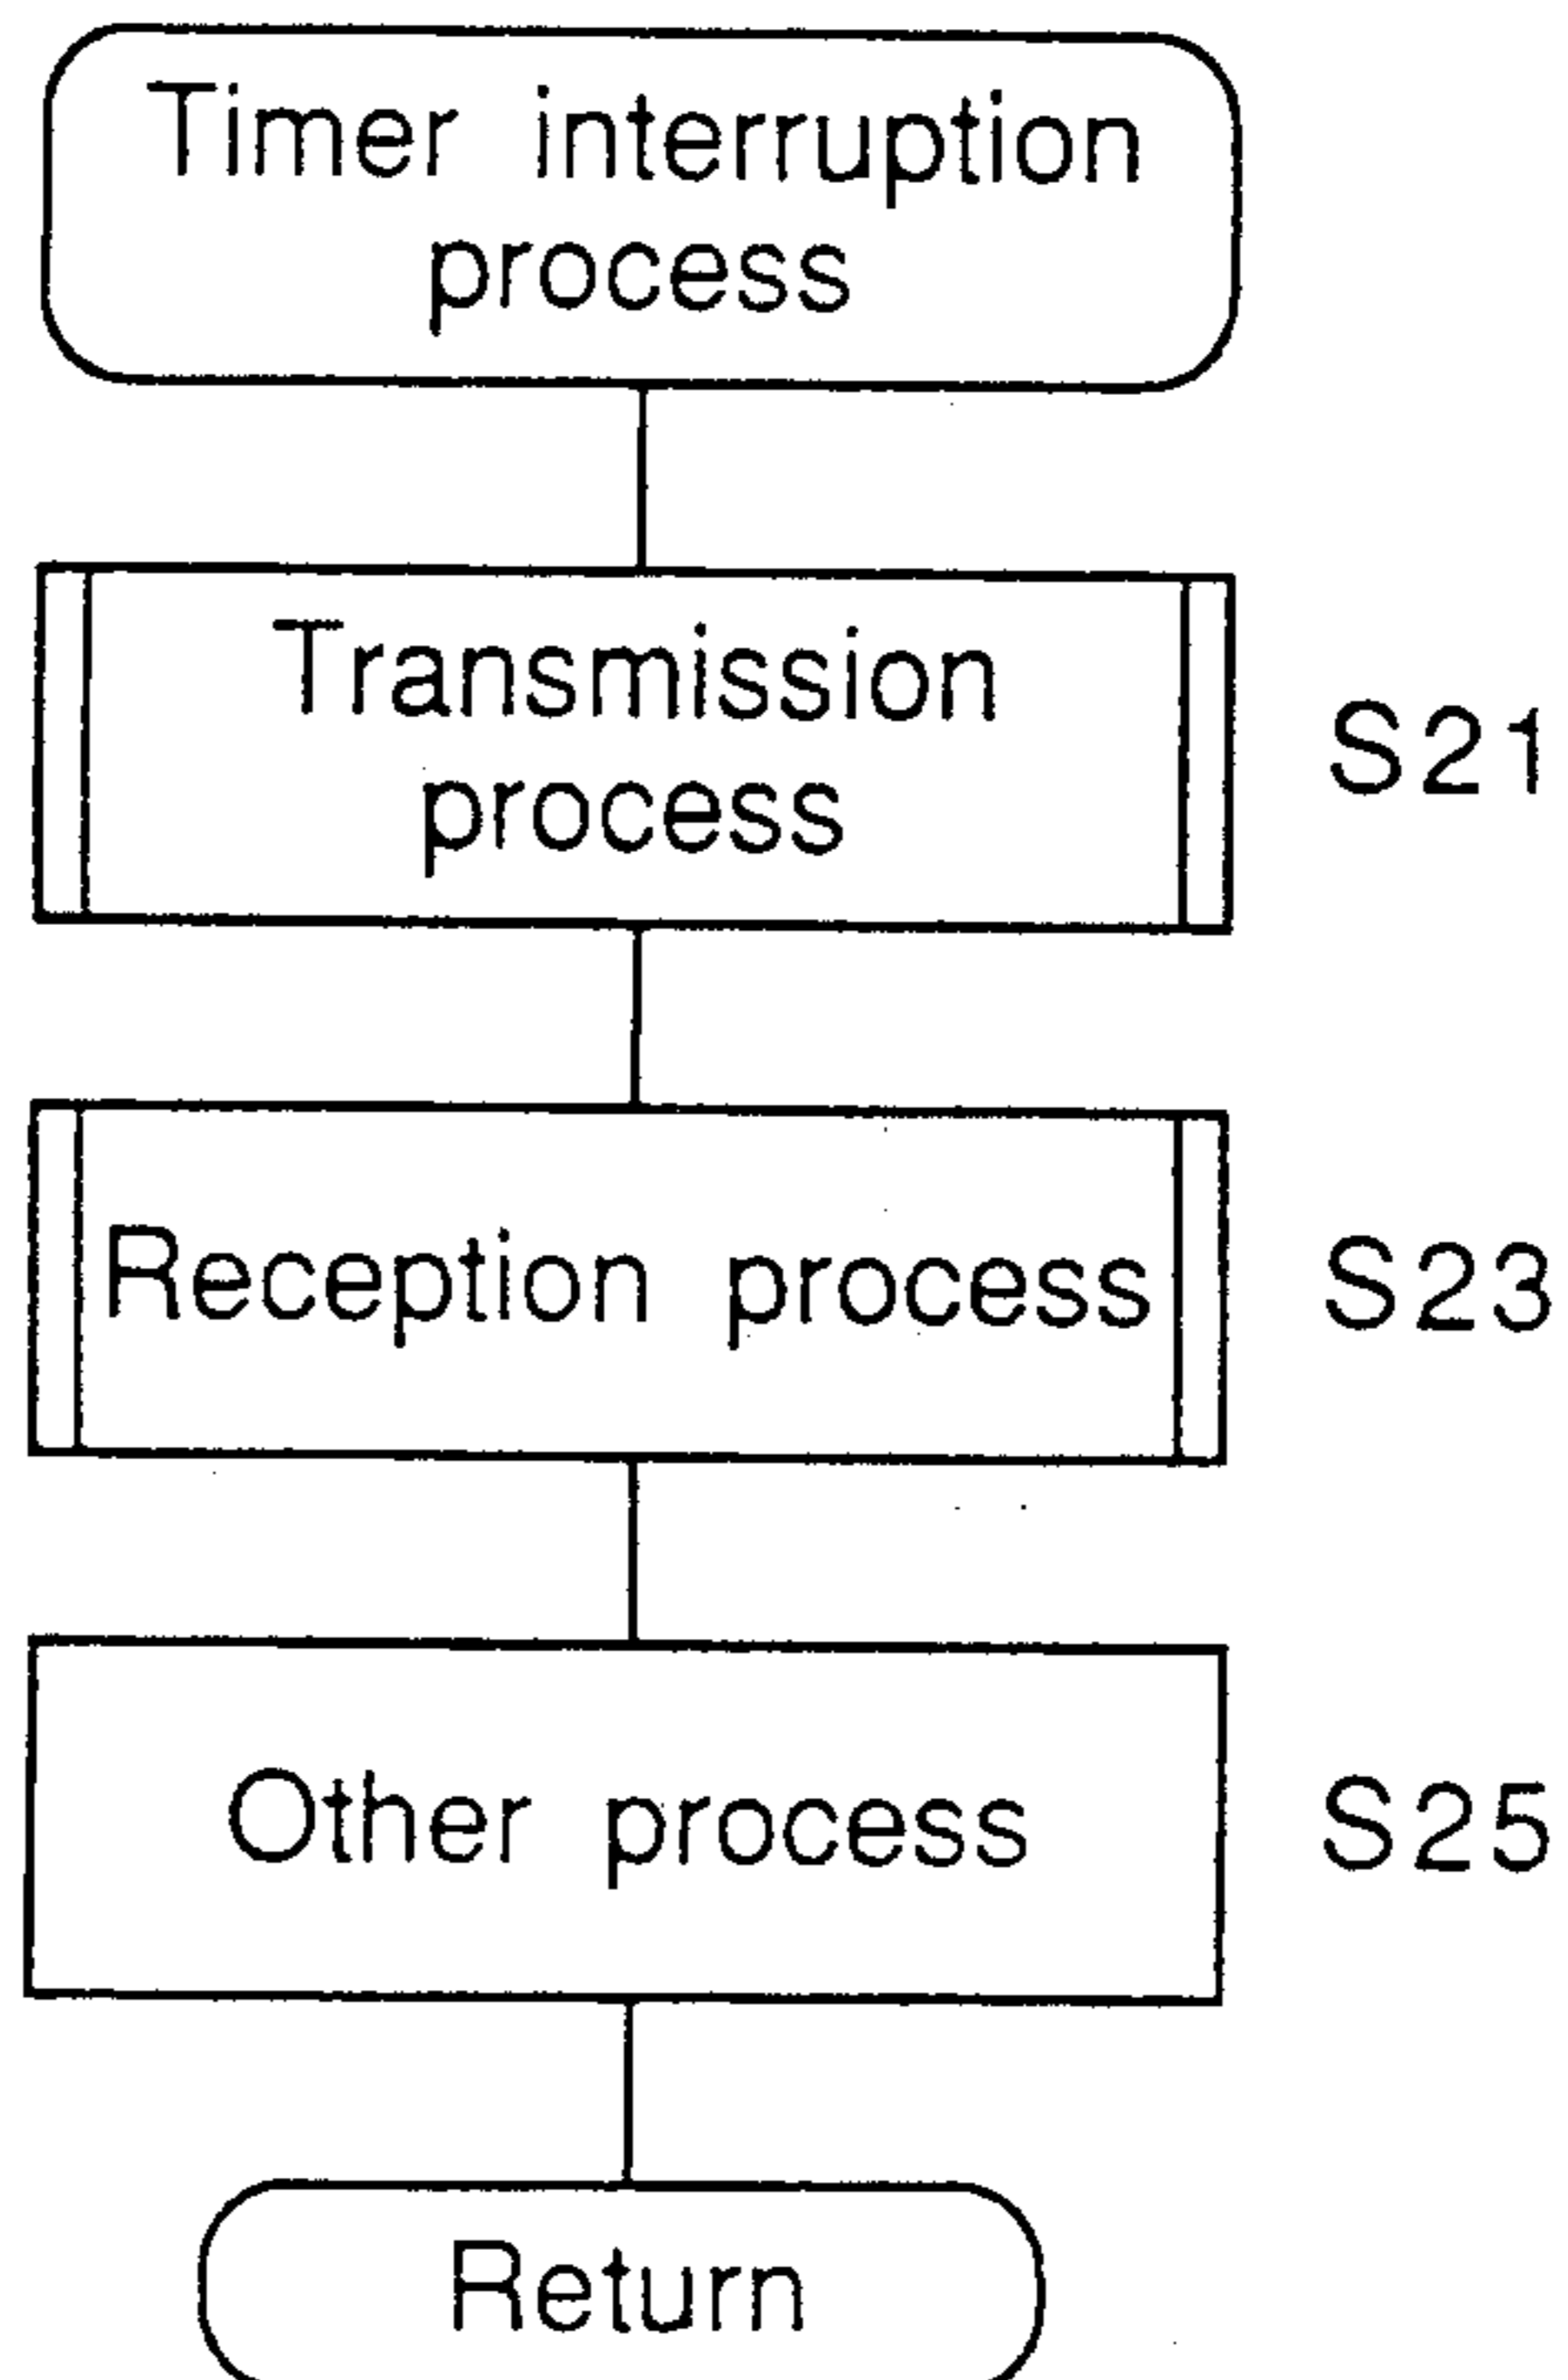 Timer interruption
process
Transmission
process
S21
Reception process
S23
Other process
S25
Return